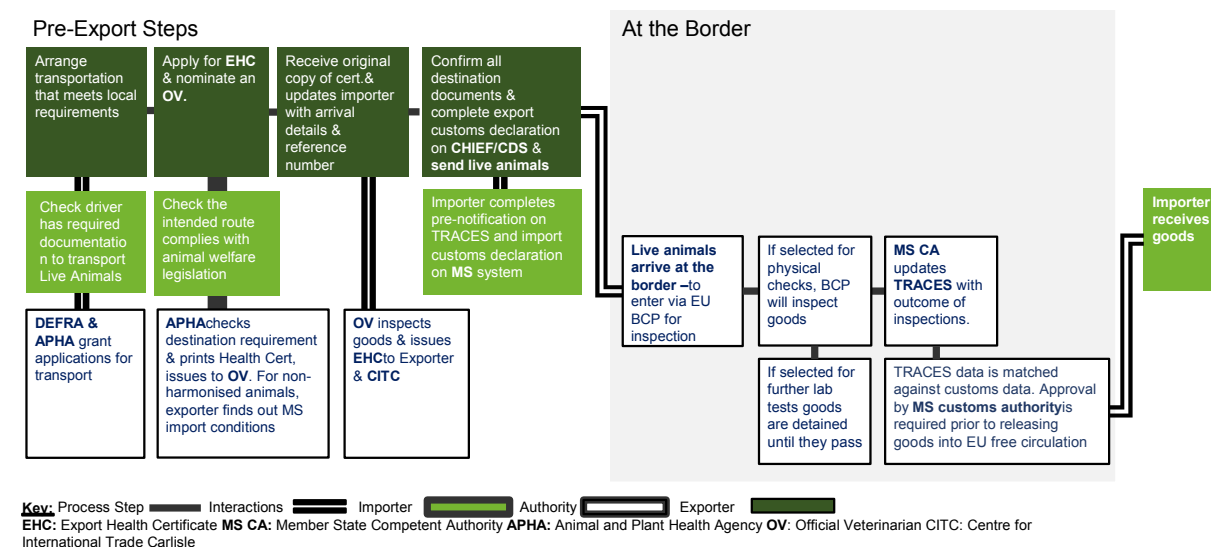 Pre-Export Steps
Arrange
transportation
that meets local
requirements
Apply for EHC
& nominate an
OV.
Receive original
copy of cert.&
updates importer
with arrival
details &
reference
number
Confirm all
destination
documents &
complete export
customs declaration
on CHIEF/CDS &
send live animals
Check driver
has required
documentatio
n to transport
Live Animals
Check the
intended route
complies with
animal welfare
legislation
Importer completes
pre-notification on
TRACES and import
customs declaration
on MS system
DEFRA &
APHA grant
applications for
transport
APHAchecks
destination requirement
& prints Health Cert,
issues to OV. For non-
harmonised animals,
exporter finds out MS
import conditions
OV inspects
goods & issues
EHCto Exporter
& CITC
At the Border
Live animals
arrive at the
border –to
enter via EU
BCP for
inspection
If selected for
physical
checks, BCP
will inspect
goods
MS CA
updates
TRACES with
outcome of
inspections.
If selected for
further lab
tests goods
are detained
until they pass
TRACES data is matched
against customs data. Approval
by MS customs authorityis
required prior to releasing
goods into EU free circulation
Importer
receives
goods
Key: Process Step Interactions Importer Authority Exporter
EHC: Export Health Certificate MS CA: Member State Competent Authority APHA: Animal and Plant Health Agency OV: Official Veterinarian CITC: Centre for
International Trade Carlisle